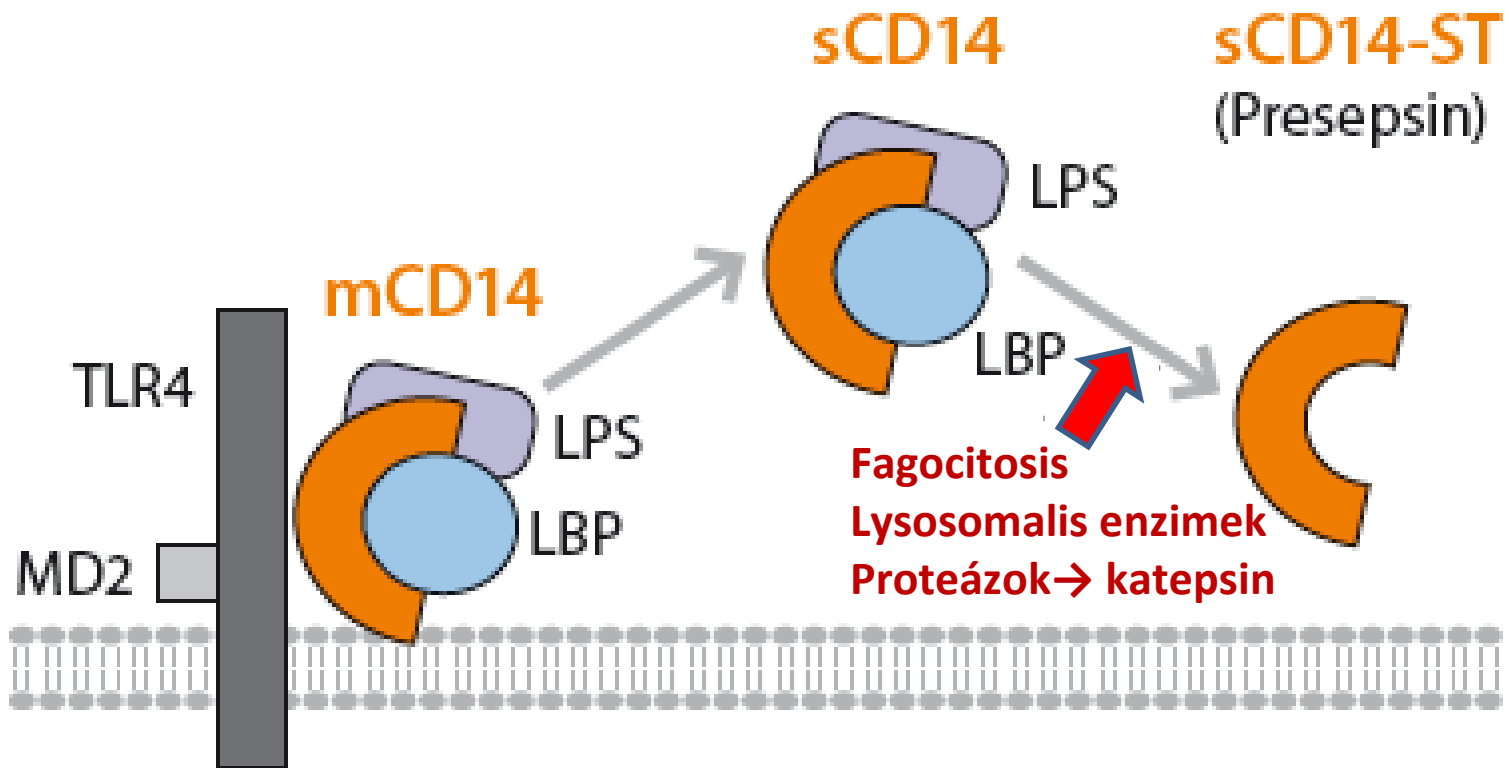 sCD14
sCD14-ST
(Presepsin)
LPS
LBP
mCD14
TLR4
LPS
LBP
MD2
Fagocitosis
Lysosomalis enzimek
Proteázok→ katepsin